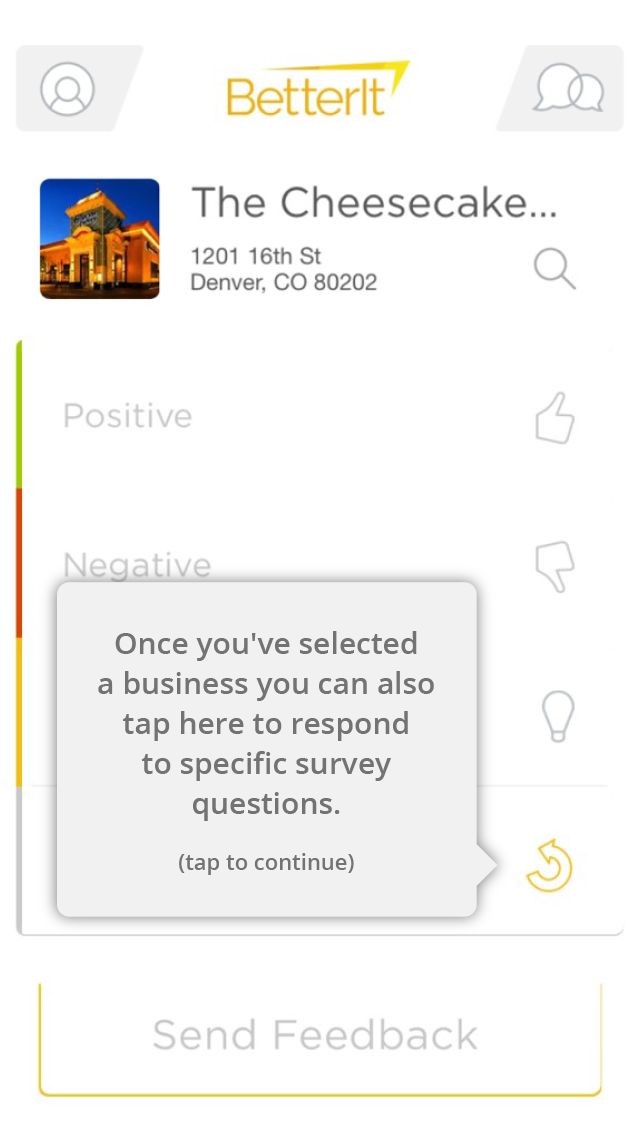 BetterIt
The Cheesecake...
1201 16th St
Denver, CO 80202
Positive
Negative
Once you've selected
a business you can also
tap here to respond
to specific survey
questions.
(tap to continue)
Send Feedback